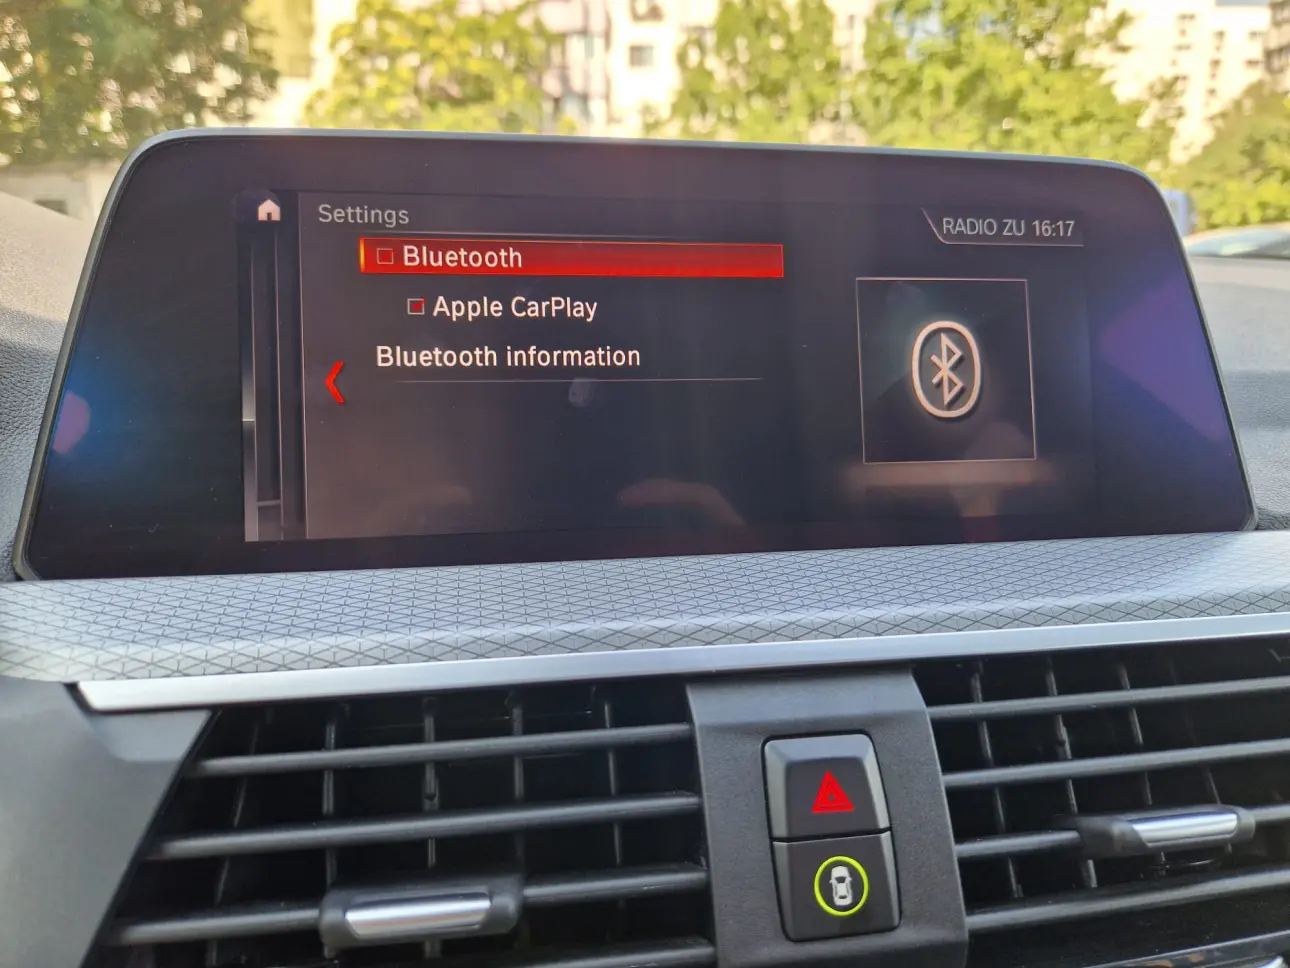 Settings
RADIO ZU 16:17
Bluetooth
Apple CarPlay
Bluetooth information